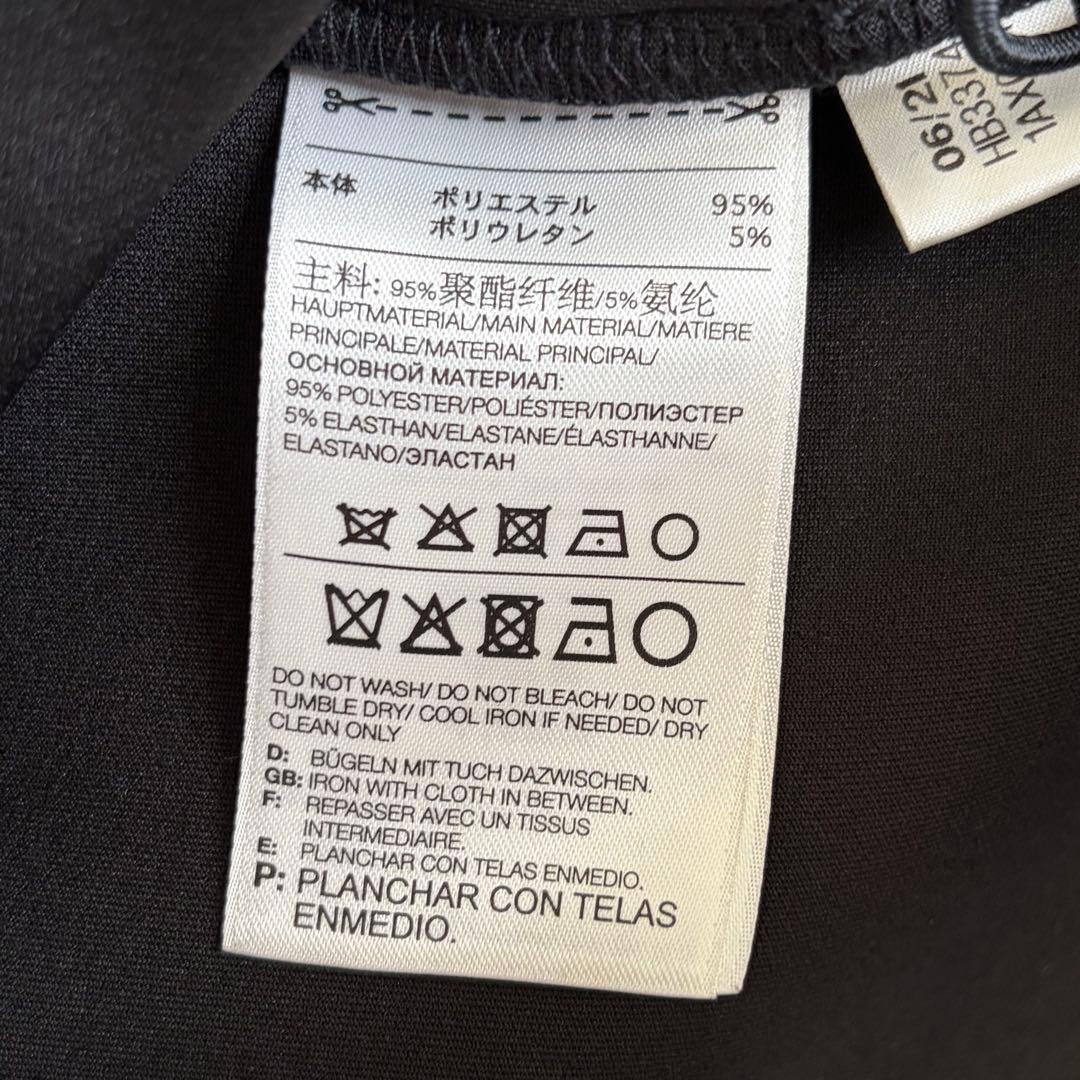 本体 ポリエステル 95%
ポリウレタン 5%
主料: 95%聚酯纤维/5%氨纶
HAUPTMATERIAL/MAIN MATERIAL/MATIERE
PRINCIPALE/MATERIAL PRINCIPAL/
ОСНОВНОЙ МАТЕРИАЛ:
95% POLYESTER/POLIÉSTER/ПОЛИЭСТЕР
5% ELASTHAN/ELASTANE/ÉLASTHANNE/
ELASTANO/ЭЛАСТАН
DO NOT WASH/ DO NOT BLEACH/ DO NOT
TUMBLE DRY/ COOL IRON IF NEEDED/ DRY
CLEAN ONLY
D: BÜGELN MIT TUCH DAZWISCHEN.
GB: IRON WITH CLOTH IN BETWEEN.
F: REPASSER AVEC UN TISSUS
INTERMEDIAIRE.
E: PLANCHAR CON TELAS ENMEDIO.
P: PLANCHAR CON TELAS
ENMEDIO.
06/21